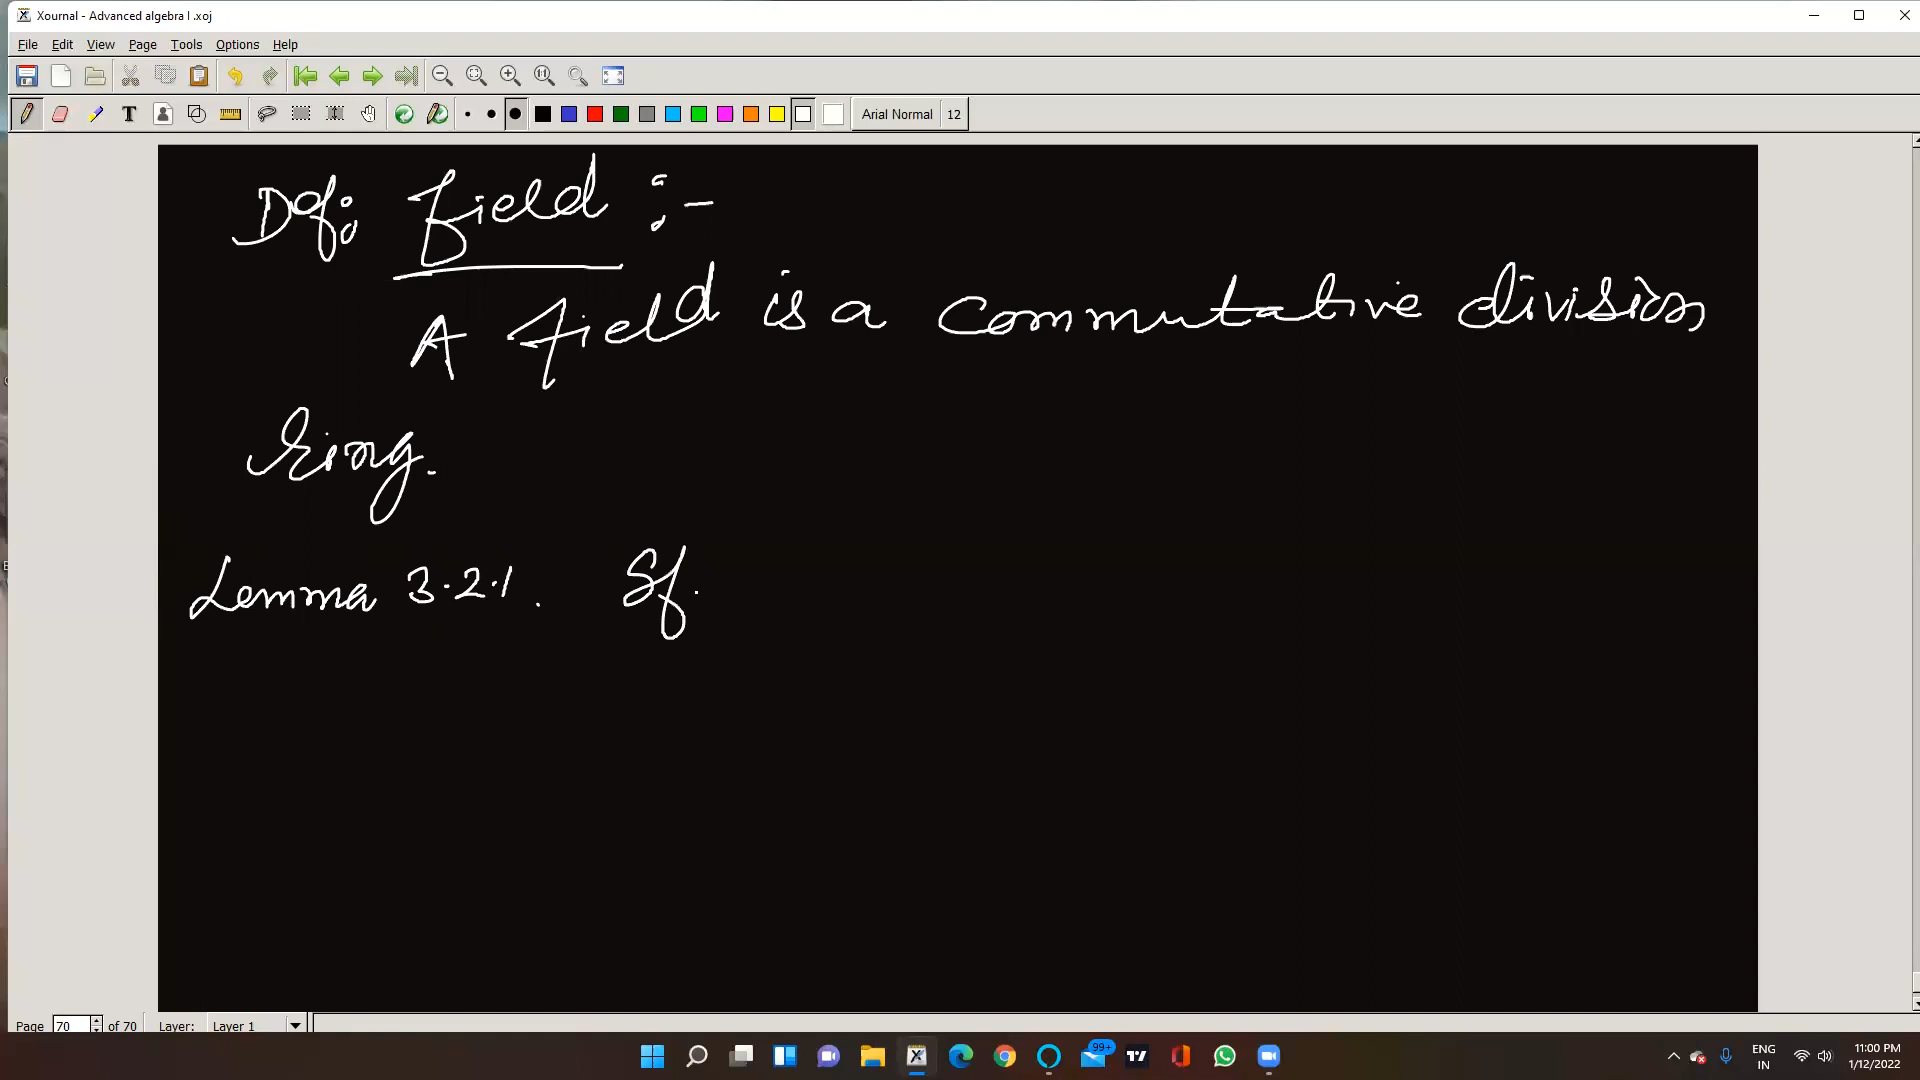 Xournal - Advanced algebra I .xoj
File Edit View Page Tools Options Help
Arial Normal 12
Def: field :-
A field is a commutative division
ring.
Lemma 3.2.1. If.
Page 70 of 70 Layer: Layer 1
99+
ENG
IN
11:00 PM
1/12/2022